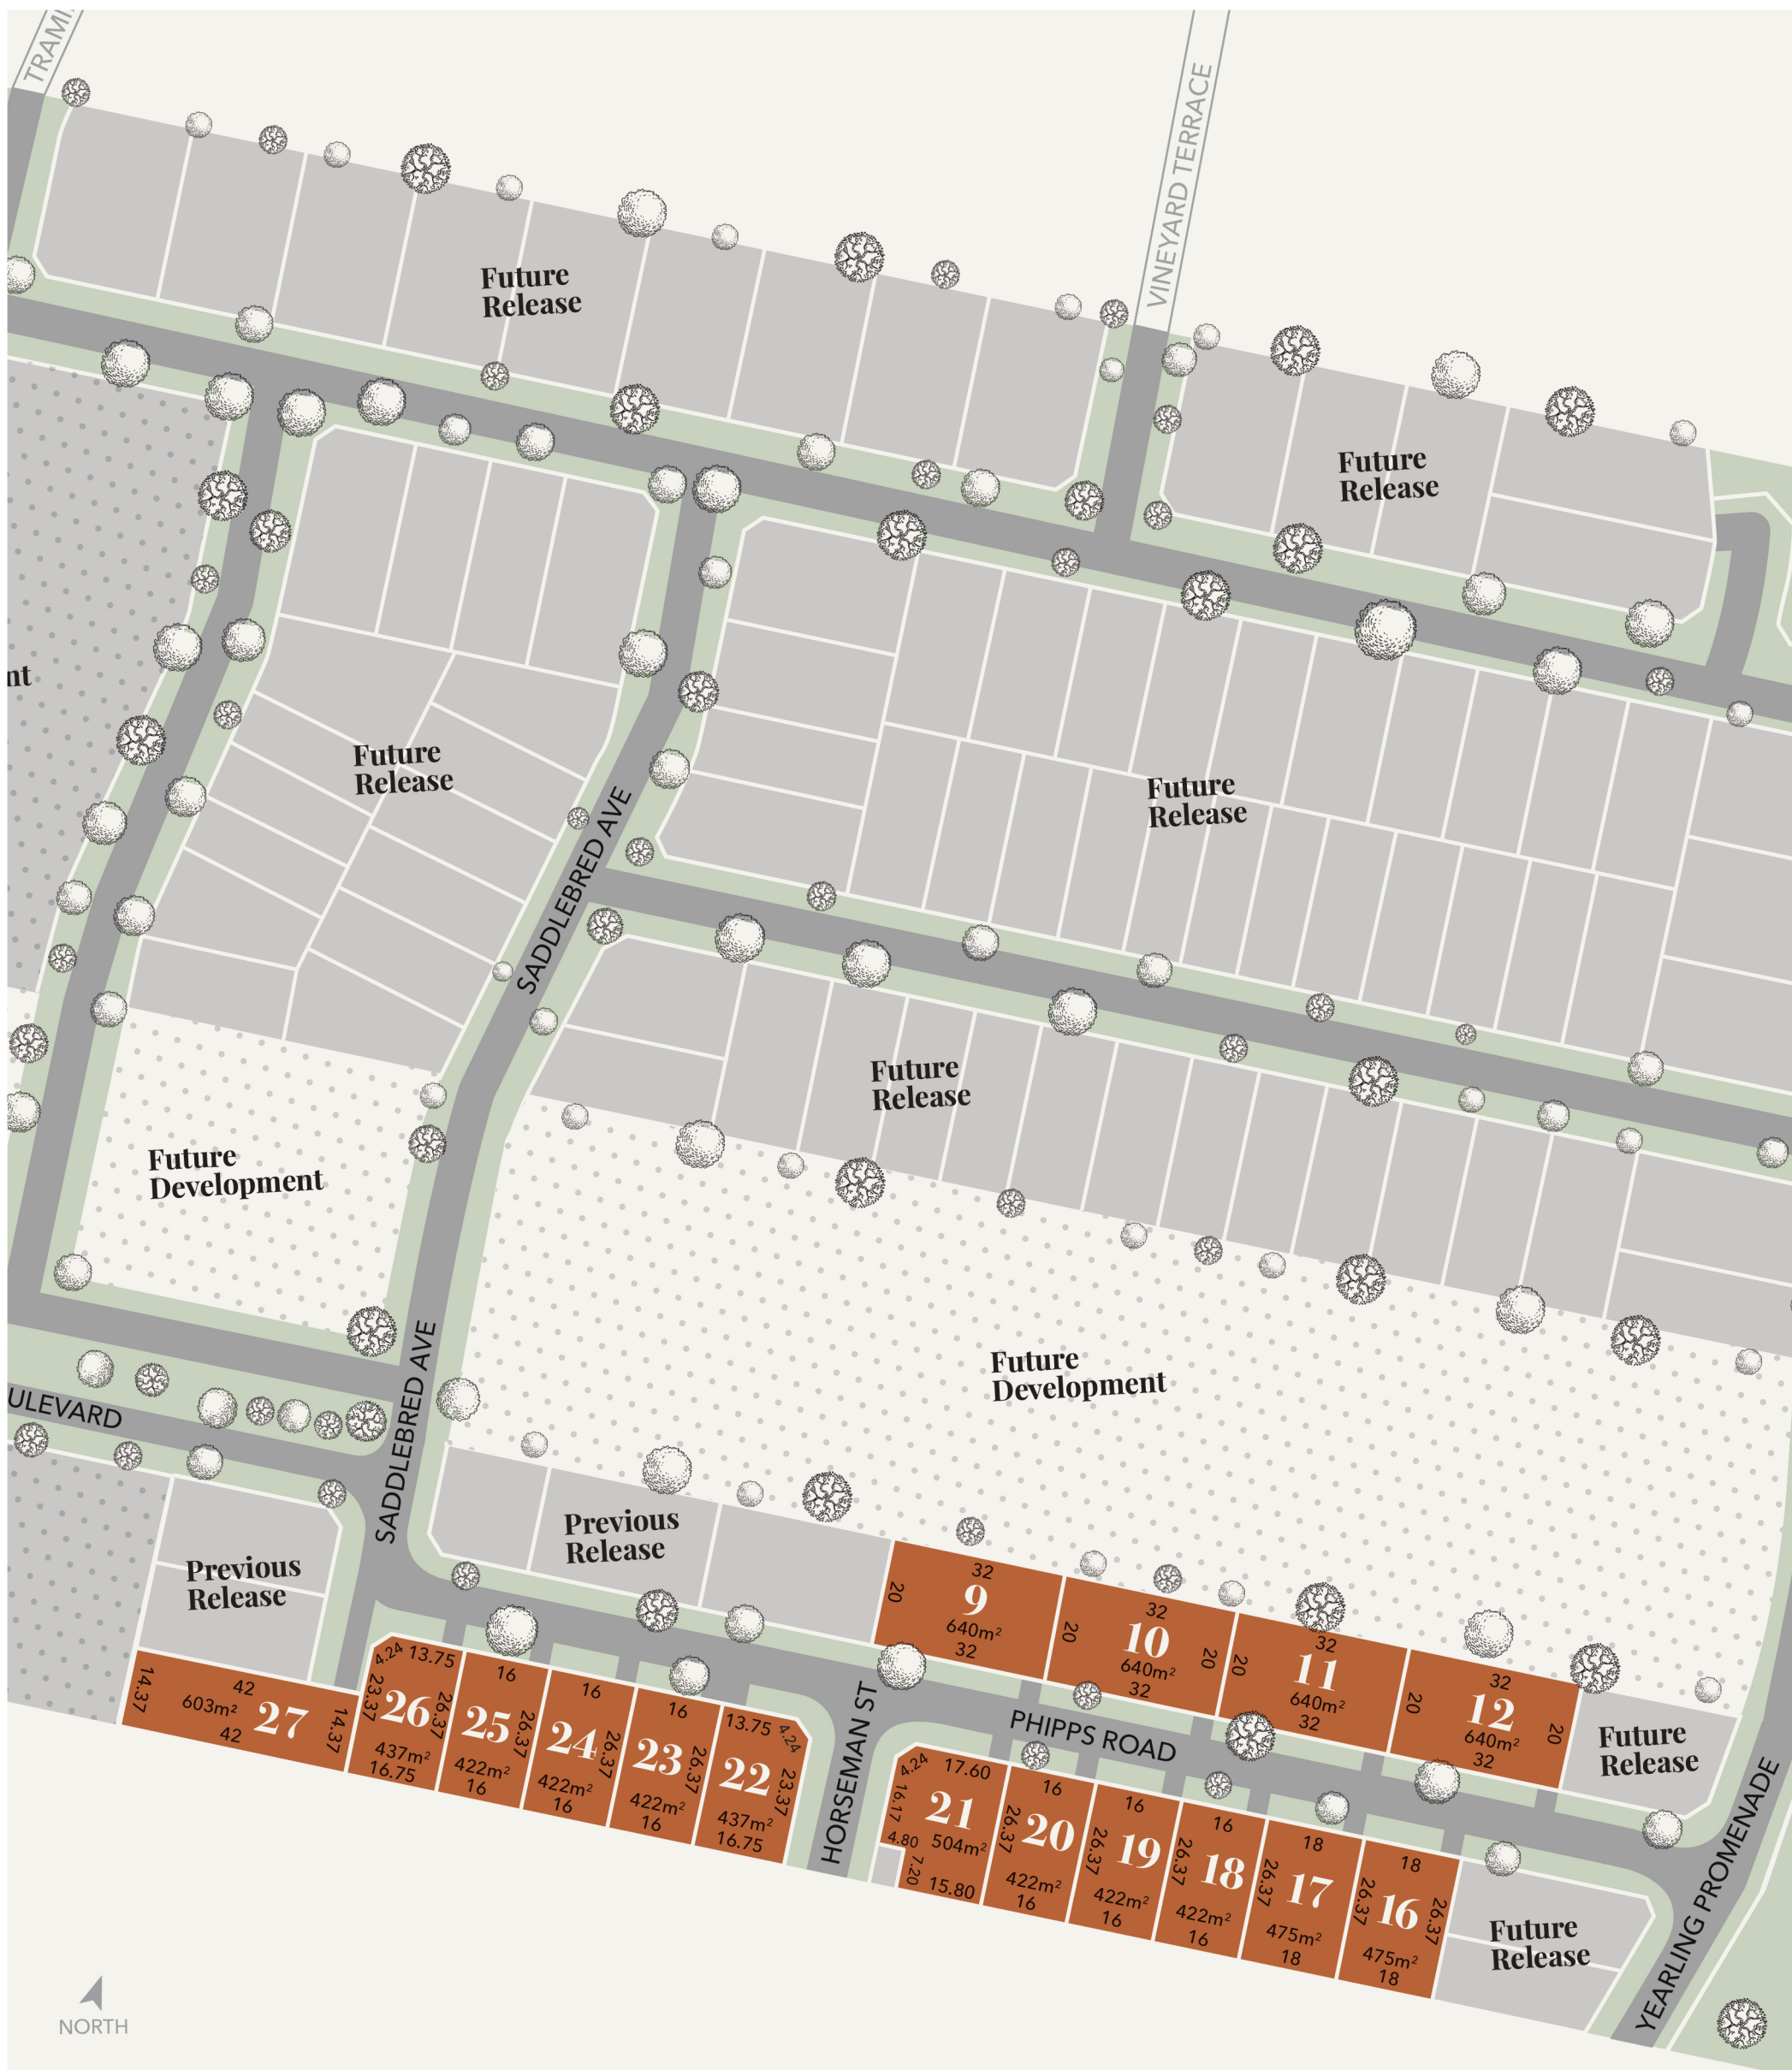 VINEYARD TERRACE
Future
Release
Future
Release
Future
Release
Future
Release
SADDLEBRED AVE
Future
Release
Future
Development
Future
Development
SADDLEBRED AVE
Previous
Release
Previous
Release
32
20
9
640m²
32
32
20
10
20
640m²
32
32
20
11
640m²
32
32
20
12
20
640m²
32
Future
Release
PHIPPS ROAD
HORSEMAN ST
YEARLING PROMENADE
14.37
42
603m²
27
42
14.37
4.24
13.75
23.37
26
26.37
437m²
16.75
16
25
26.37
422m²
16
16
24
26.37
422m²
16
16
23
26.37
422m²
16
13.75
4.24
22
23.37
437m²
16.75
4.24
17.60
16.17
21
4.80
504m²
7.20
15.80
16
26.37
20
422m²
16
16
26.37
19
422m²
16
16
26.37
18
422m²
16
18
26.37
17
475m²
18
18
26.37
16
26.37
475m²
18
Future
Release
NORTH